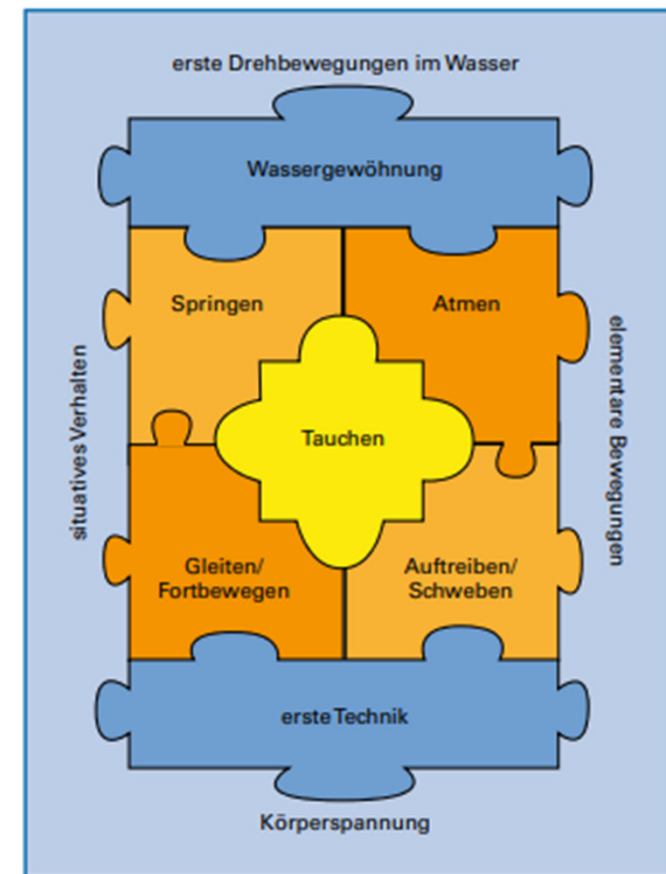 erste Drehbewegungen im Wasser
Wassergewöhnung
Springen
Atmen
situatives Verhalten
elementare Bewegungen
Tauchen
Gleiten/
Fortbewegen
Auftreiben/
Schweben
erste Technik
Körperspannung